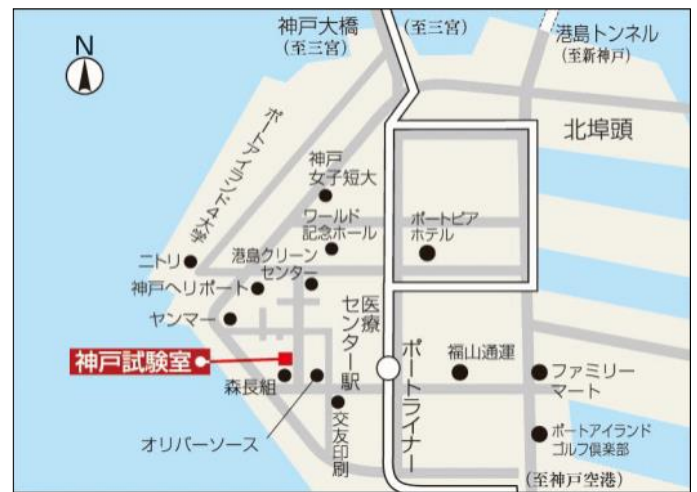 N
神戸大橋
(至三宮)
(至三宮)
港島トンネル
(至新神戸)
北埠頭
ポートアイランド4大学
神戸
女子短大
ワールド
記念ホール
ポートピア
ホテル
港島クリーン
センター
ニトリ
神戸ヘリポート
ヤンマー
医療
センター駅
ポートライナー
福山通運
ファミリー
マート
神戸試験室
森長組
オリバーソース
交友印刷
ポートアイランド
ゴルフ倶楽部
(至神戸空港)